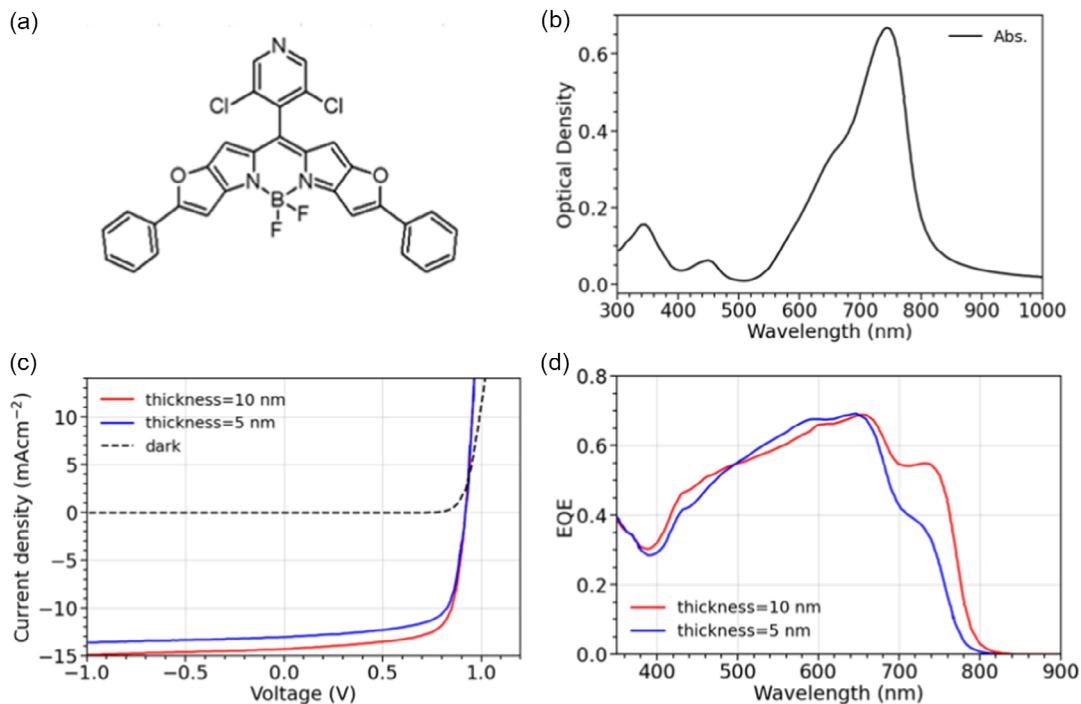 (a)
N
Cl
Cl
O
O
N
N
B
F
F
(b)
Abs.
0.6
0.4
0.2
0.0
Optical Density
300 400 500 600 700 800 900 1000
Wavelength (nm)
(c)
thickness=10 nm
thickness=5 nm
dark
10
5
0
−5
−10
−15
Current density (mAcm−2)
−1.0 −0.5 0.0 0.5 1.0
Voltage (V)
(d)
0.8
0.6
0.4
0.2
0.0
EQE
thickness=10 nm
thickness=5 nm
400 500 600 700 800 900
Wavelength (nm)